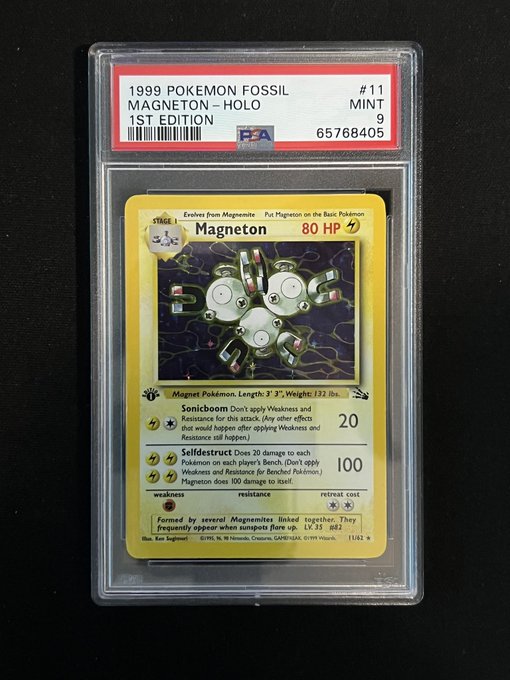 1999 POKEMON FOSSIL #11
MAGNETON - HOLO MINT
1ST EDITION 9
PSA
65768405
STAGE 1 Evolves from Magnemite Put Magneton on the Basic Pokémon
Magneton 80 HP
Magnet Pokémon. Length: 3' 3", Weight: 132 lbs.
EDITION
1
Sonicboom Don't apply Weakness and
Resistance for this attack. (Any other effects
that would happen after applying Weakness and
Resistance still happen.)
20
Selfdestruct Does 20 damage to each
Pokémon on each player's Bench. (Don't apply
Weakness and Resistance for Benched Pokémon.)
Magneton does 100 damage to itself.
100
weakness resistance retreat cost
Formed by several Magnemites linked together. They
frequently appear when sunspots flare up. LV. 35 #82
Illus. Ken Sugimori ©1995, 96, 98 Nintendo, Creatures, GAMEFREAK. ©1999 Wizards. 11/62 ★